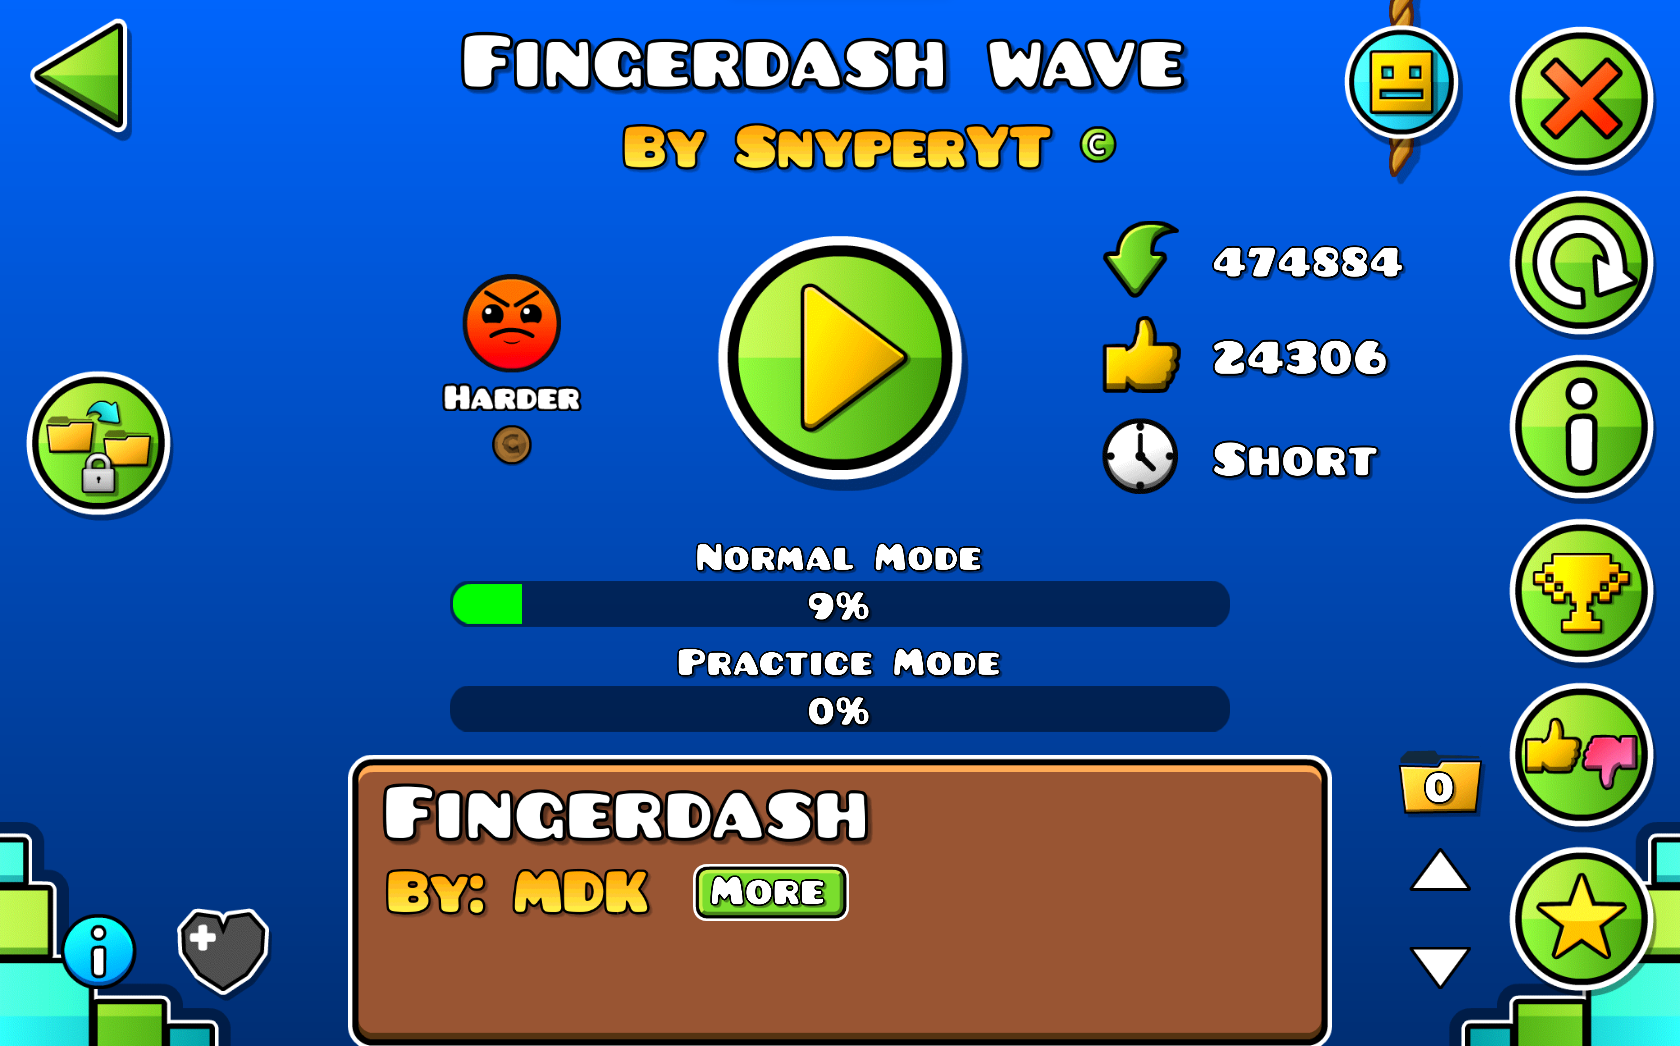 Fingerdash wave
By SnyperYT ©
474884
24306
Harder
Short
Normal Mode
9%
Practice Mode
0%
0
Fingerdash
By: MDK
More